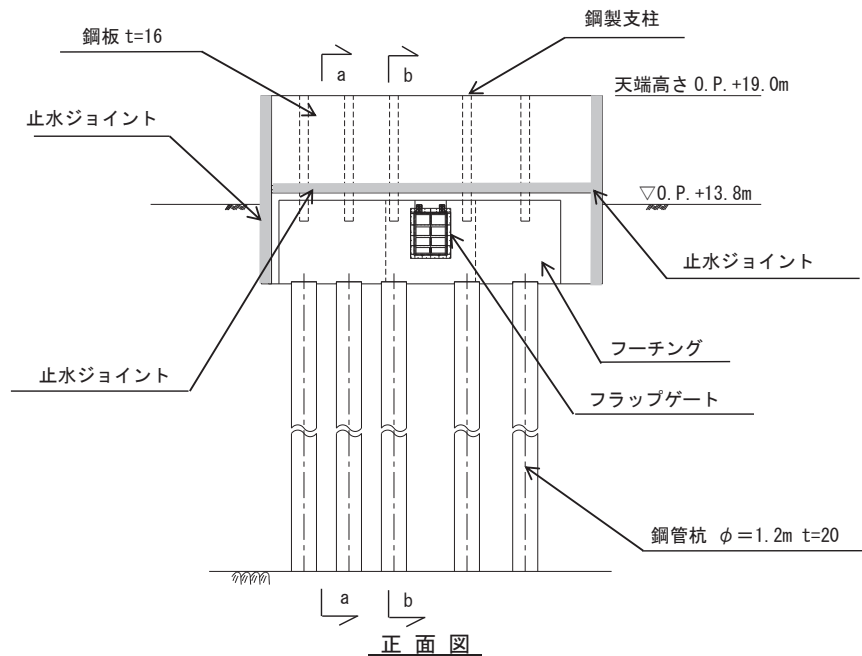 鋼板 t=16
鋼製支柱
a
b
天端高さ O.P.+19.0m
止水ジョイント
▽O.P.+13.8m
止水ジョイント
フーチング
止水ジョイント
フラップゲート
鋼管杭 φ=1.2m t=20
a
b
正面図